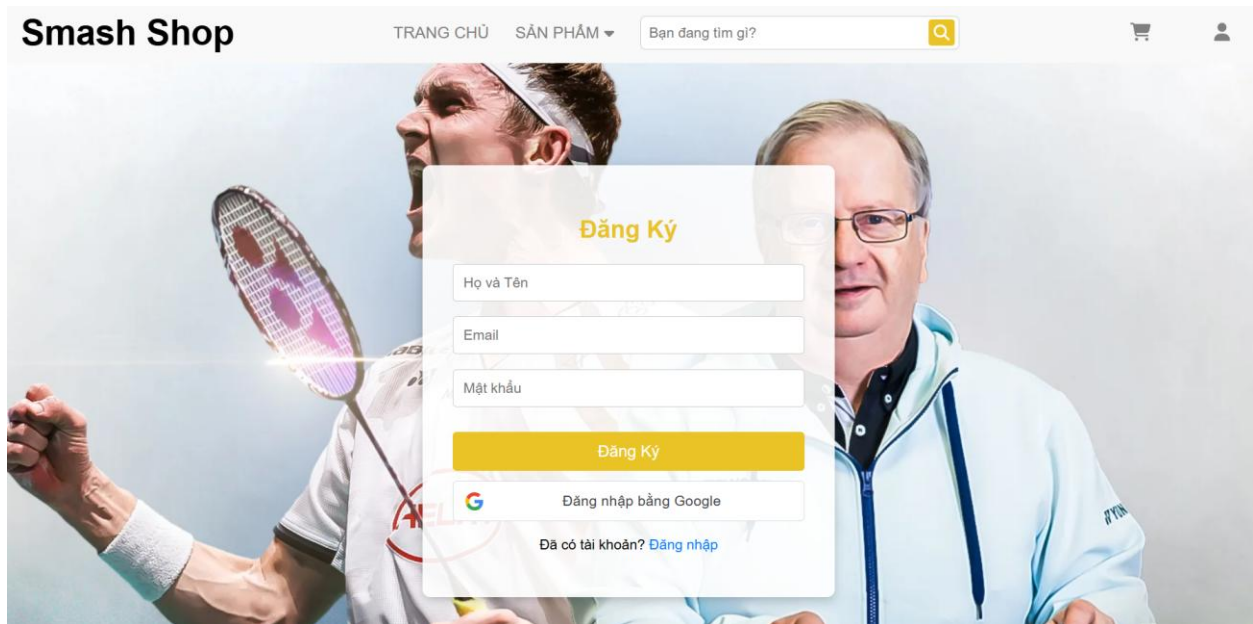 Smash Shop
TRANG CHỦ
SẢN PHẨM
Bạn đang tìm gì?
Đăng Ký
Họ và Tên
Email
Mật khẩu
Đăng Ký
Đăng nhập bằng Google
Đã có tài khoản? Đăng nhập